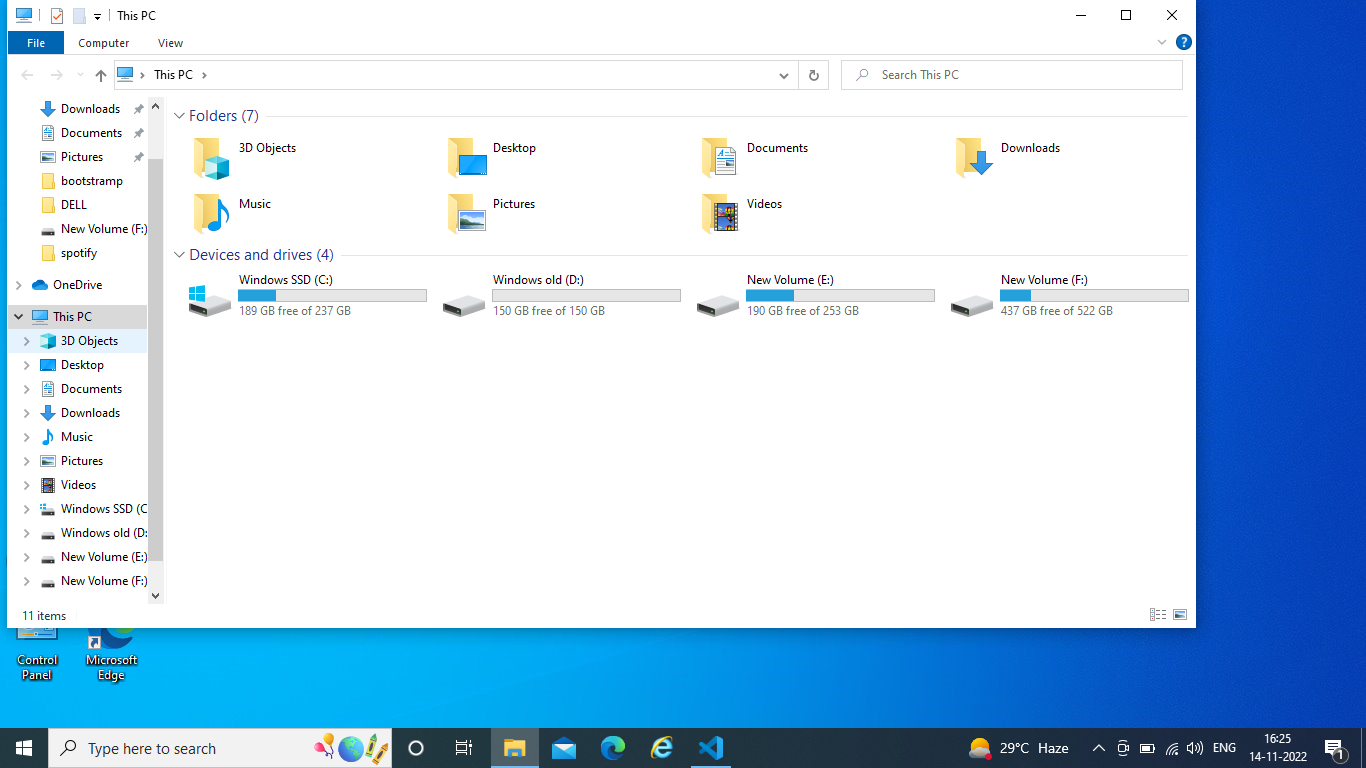 This PC
File Computer View
This PC
Search This PC
Downloads
Documents
Pictures
bootstramp
DELL
New Volume (F:)
spotify
OneDrive
This PC
3D Objects
Desktop
Documents
Downloads
Music
Pictures
Videos
Windows SSD (C
Windows old (D:
New Volume (E:)
New Volume (F:)
Folders (7)
3D Objects
Desktop
Documents
Downloads
Music
Pictures
Videos
Devices and drives (4)
Windows SSD (C:)
189 GB free of 237 GB
Windows old (D:)
150 GB free of 150 GB
New Volume (E:)
190 GB free of 253 GB
New Volume (F:)
437 GB free of 522 GB
11 items
Control
Panel
Microsoft
Edge
Type here to search
29°C Haze
ENG
16:25
14-11-2022
1